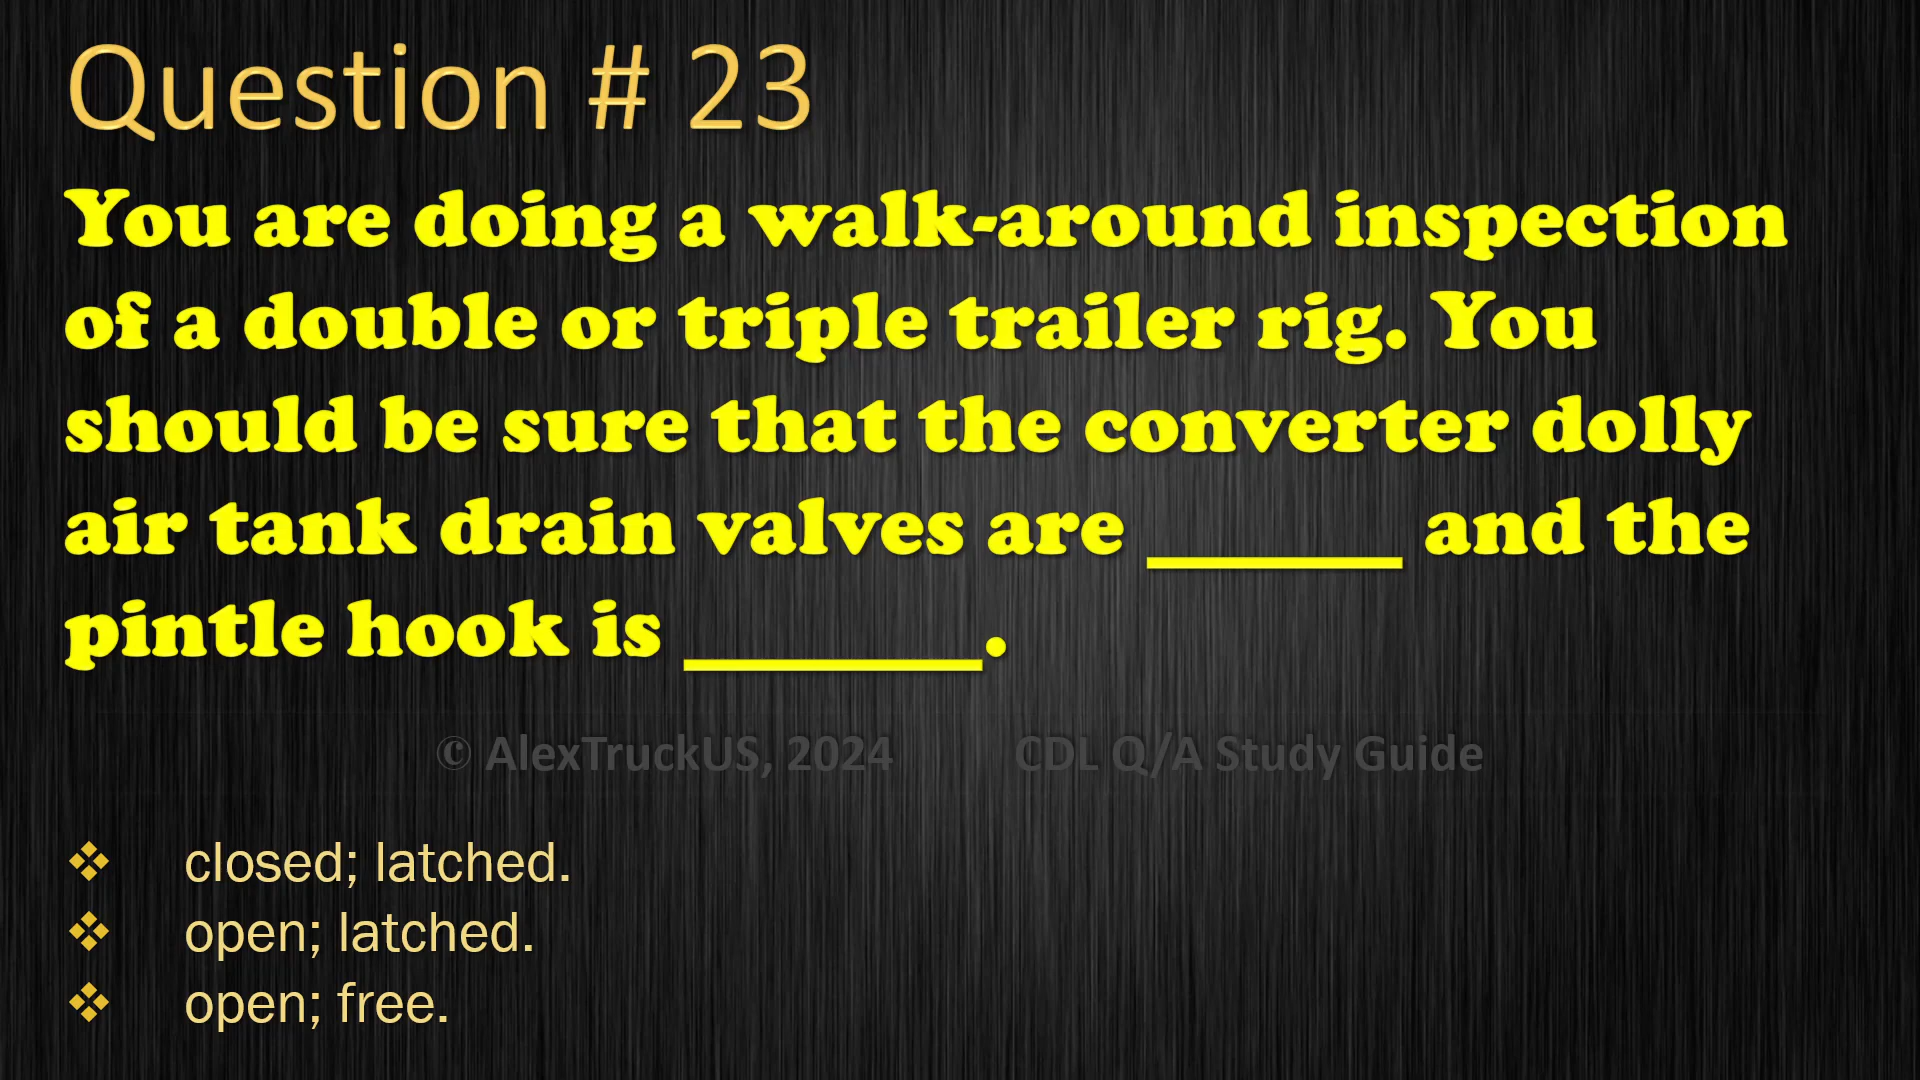 Question # 23
You are doing a walk-around inspection
of a double or triple trailer rig. You
should be sure that the converter dolly
air tank drain valves are ______ and the
pintle hook is _______.
© AlexTruckUS, 2024 CDL Q/A Study Guide
❖ closed; latched.
❖ open; latched.
❖ open; free.